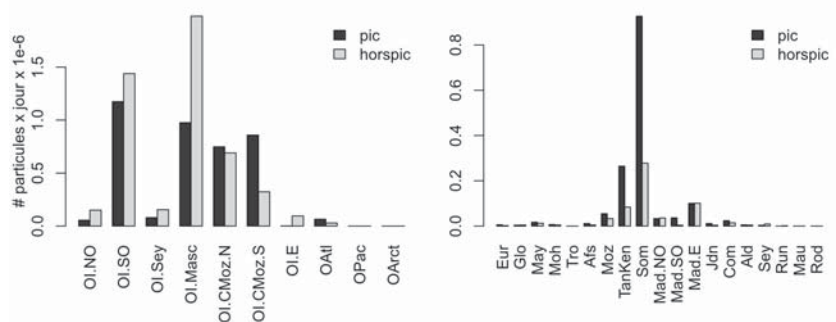 # particules x jour x 1e-6
1.5
1.0
0.5
0.0
pic
horspic
OI.NO
OI.SO
OI.Sey
OI.Masc
OI.CMoz.N
OI.CMoz.S
OI.E
OAtl
OPac
OArct
0.8
0.6
0.4
0.2
0.0
pic
horspic
Eur
Glo
May
Moh
Tro
Afs
Moz
TanKen
Som
Mad.NO
Mad.SO
Mad.E
Jdn
Com
Ald
Sey
Run
Mau
Rod